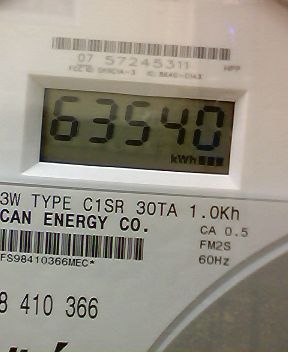 07 57245311
HPP
63540
kWh
3W TYPE C1SR 30TA 1.0Kh
CAN ENERGY CO.
CA 0.5
FM2S
FS98410366MEC*
60Hz
8 410 366